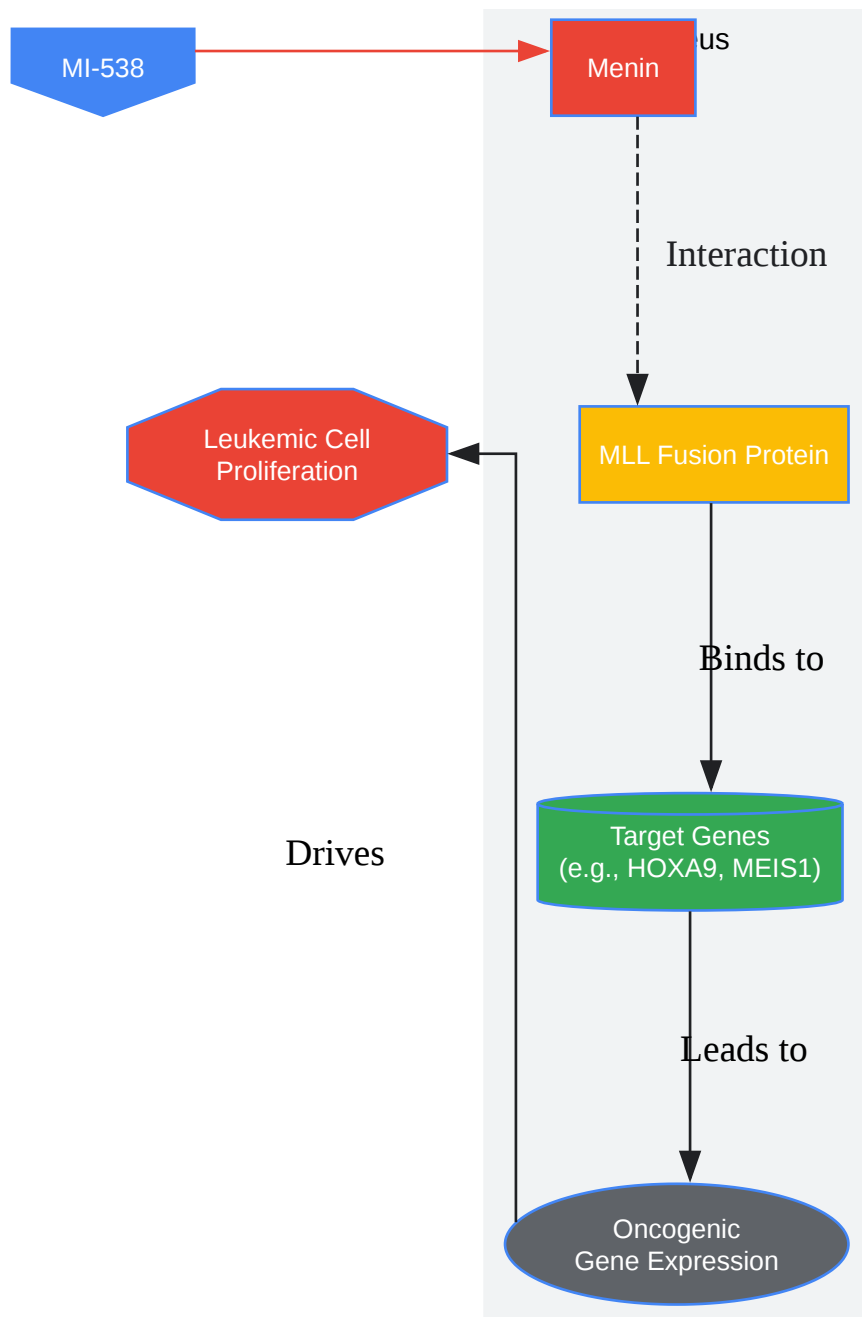 MI-538
Menin
eus
Interaction
Leukemic Cell
Proliferation
MLL Fusion Protein
Binds to
Target Genes
(e.g., HOXA9, MEIS1)
Drives
Leads to
Oncogenic
Gene Expression